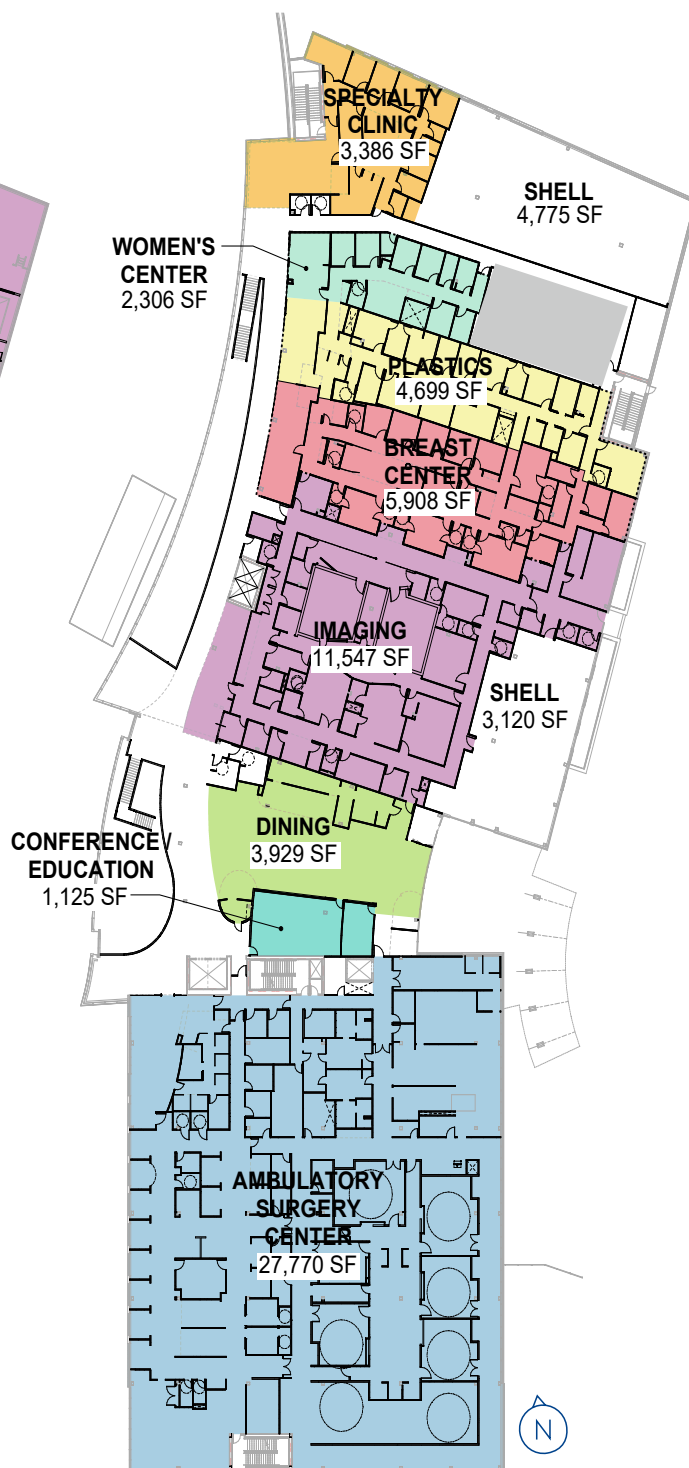 SPECIALTY
CLINIC
3,386 SF
SHELL
4,775 SF
WOMEN'S
CENTER
2,306 SF
PLASTICS
4,699 SF
BREAST
CENTER
5,908 SF
IMAGING
11,547 SF
SHELL
3,120 SF
DINING
3,929 SF
CONFERENCE /
EDUCATION
1,125 SF
AMBULATORY
SURGERY
CENTER
27,770 SF
N